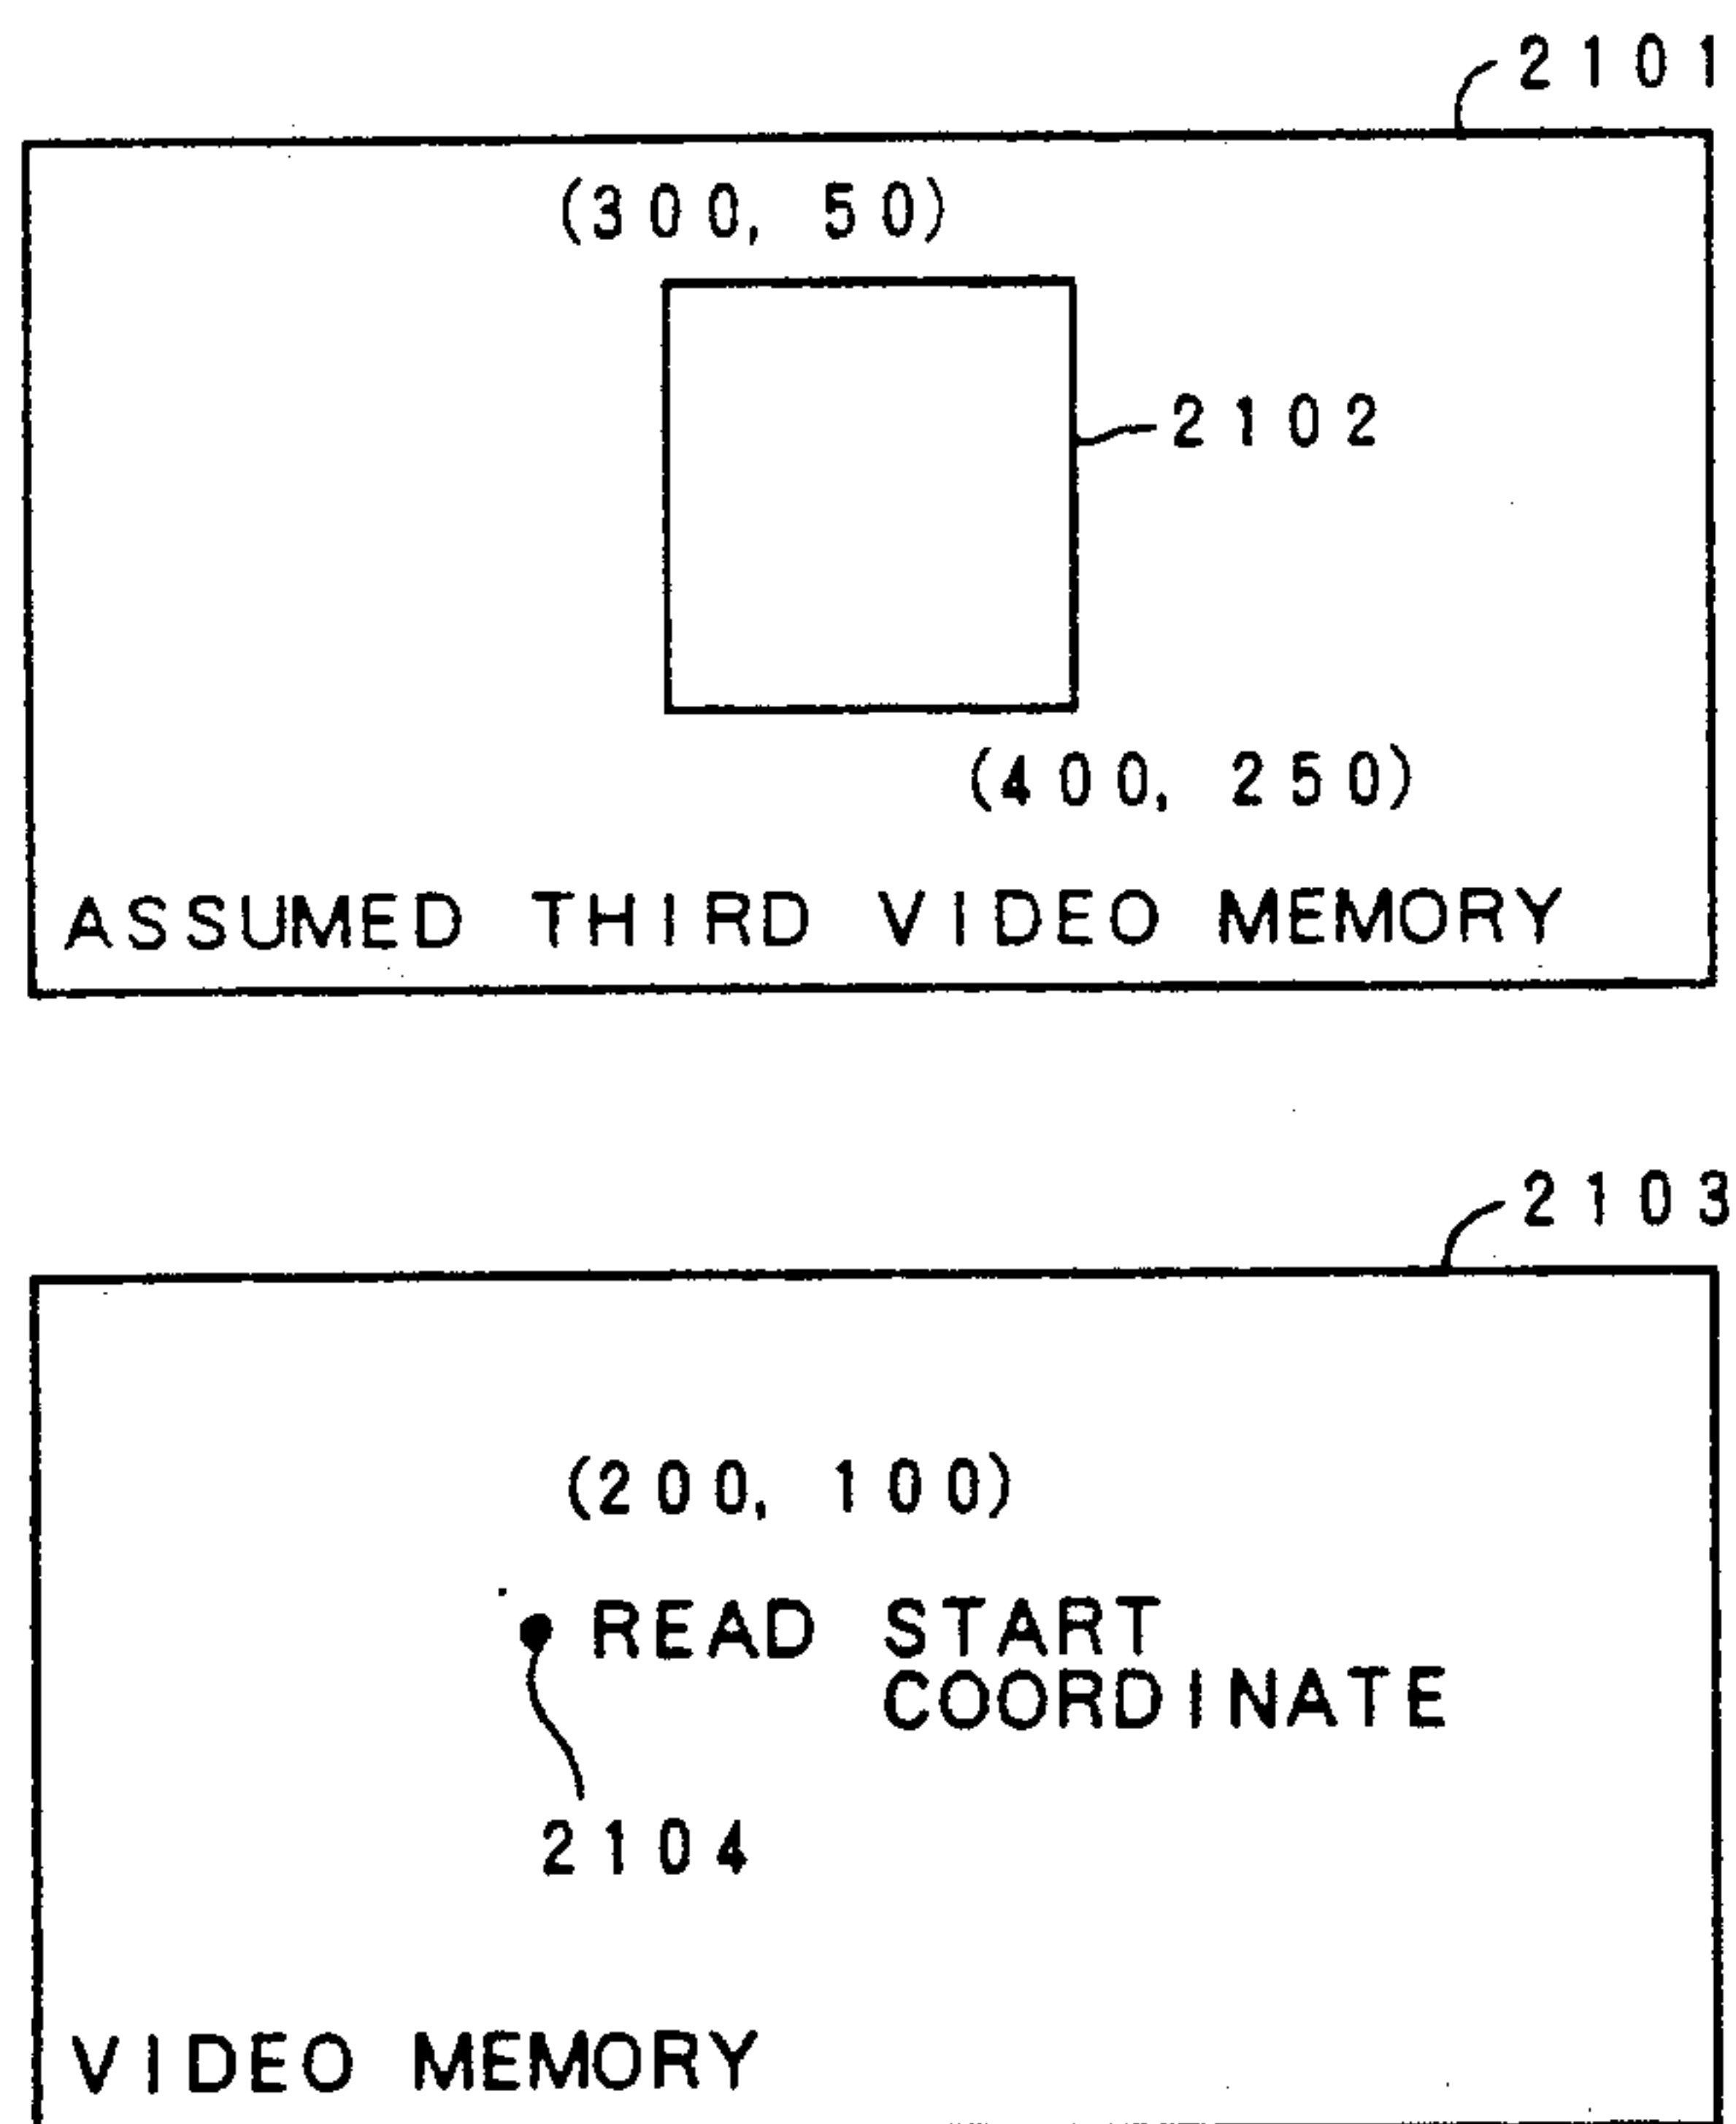 2101
(300, 50)
2102
(400, 250)
ASSUMED THIRD VIDEO MEMORY
2103
(200, 100)
READ START
COORDINATE
2104
VIDEO MEMORY